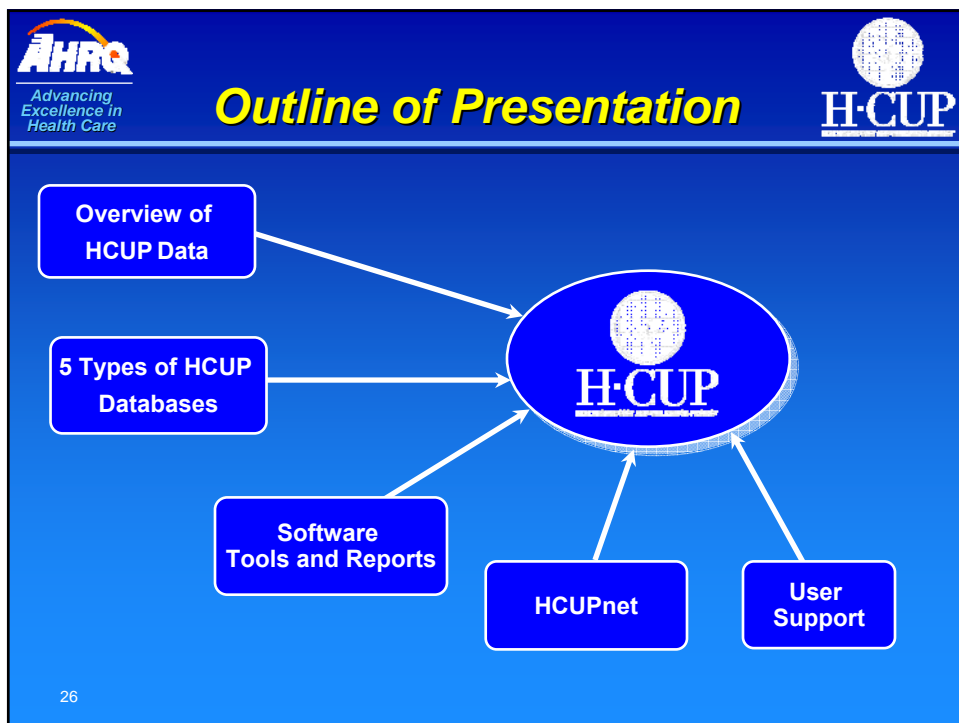 AHRQ
Advancing
Excellence in
Health Care
Outline of Presentation
H·CUP
Overview of
HCUP Data
5 Types of HCUP
Databases
H·CUP
Software
Tools and Reports
HCUPnet
User
Support
26